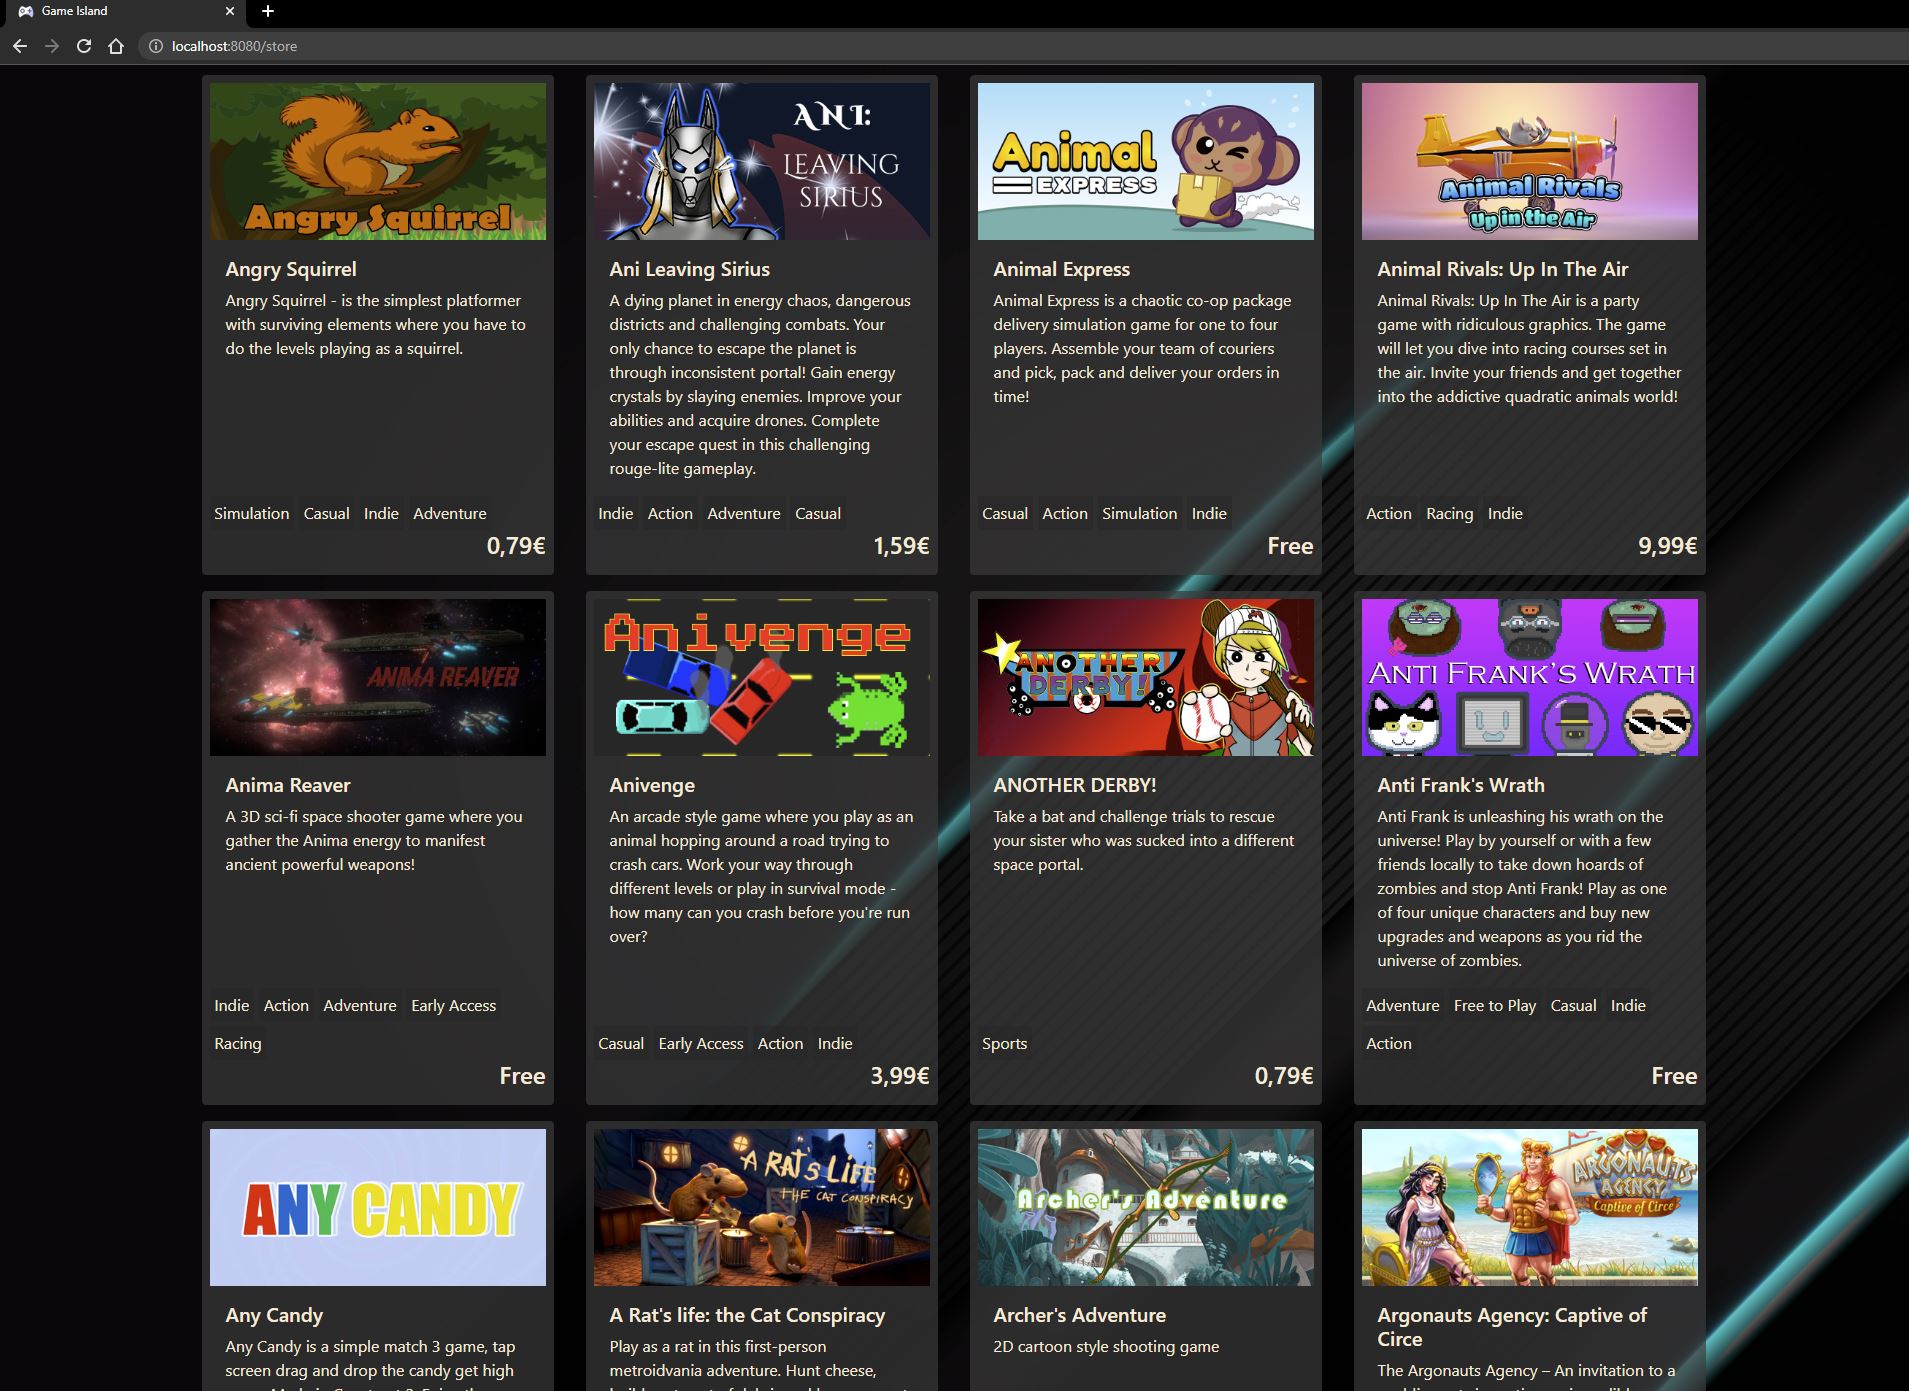 Game Island
localhost:8080/store
Angry Squirrel
ANI:
LEAVING
SIRIUS
Animal
EXPRESS
Animal Rivals
Up in the Air
Angry Squirrel
Angry Squirrel - is the simplest platformer
with surviving elements where you have to
do the levels playing as a squirrel.
Simulation Casual Indie Adventure
0,79€
Ani Leaving Sirius
A dying planet in energy chaos, dangerous
districts and challenging combats. Your
only chance to escape the planet is
through inconsistent portal! Gain energy
crystals by slaying enemies. Improve your
abilities and acquire drones. Complete
your escape quest in this challenging
rouge-lite gameplay.
Indie Action Adventure Casual
1,59€
Animal Express
Animal Express is a chaotic co-op package
delivery simulation game for one to four
players. Assemble your team of couriers
and pick, pack and deliver your orders in
time!
Casual Action Simulation Indie
Free
Animal Rivals: Up In The Air
Animal Rivals: Up In The Air is a party
game with ridiculous graphics. The game
will let you dive into racing courses set in
the air. Invite your friends and get together
into the addictive quadratic animals world!
Action Racing Indie
9,99€
ANIMA REAVER
Anima Reaver
A 3D sci-fi space shooter game where you
gather the Anima energy to manifest
ancient powerful weapons!
Indie Action Adventure Early Access
Racing
Free
Anivenge
Anivenge
An arcade style game where you play as an
animal hopping around a road trying to
crash cars. Work your way through
different levels or play in survival mode -
how many can you crash before you're run
over?
Casual Early Access Action Indie
3,99€
ANOTHER
DERBY!
ANOTHER DERBY!
Take a bat and challenge trials to rescue
your sister who was sucked into a different
space portal.
Sports
0,79€
ANTI FRANK'S WRATH
Anti Frank's Wrath
Anti Frank is unleashing his wrath on the
universe! Play by yourself or with a few
friends locally to take down hoards of
zombies and stop Anti Frank! Play as one
of four unique characters and buy new
upgrades and weapons as you rid the
universe of zombies.
Adventure Free to Play Casual Indie
Action
Free
ANY CANDY
Any Candy
Any Candy is a simple match 3 game, tap
screen drag and drop the candy get high
A RAT'S LIFE
THE CAT CONSPIRACY
A Rat's life: the Cat Conspiracy
Play as a rat in this first-person
metroidvania adventure. Hunt cheese,
Archer's Adventure
Archer's Adventure
2D cartoon style shooting game
ARGONAUTS
AGENCY
Captive of Circe
Argonauts Agency: Captive of
Circe
The Argonauts Agency – An invitation to a